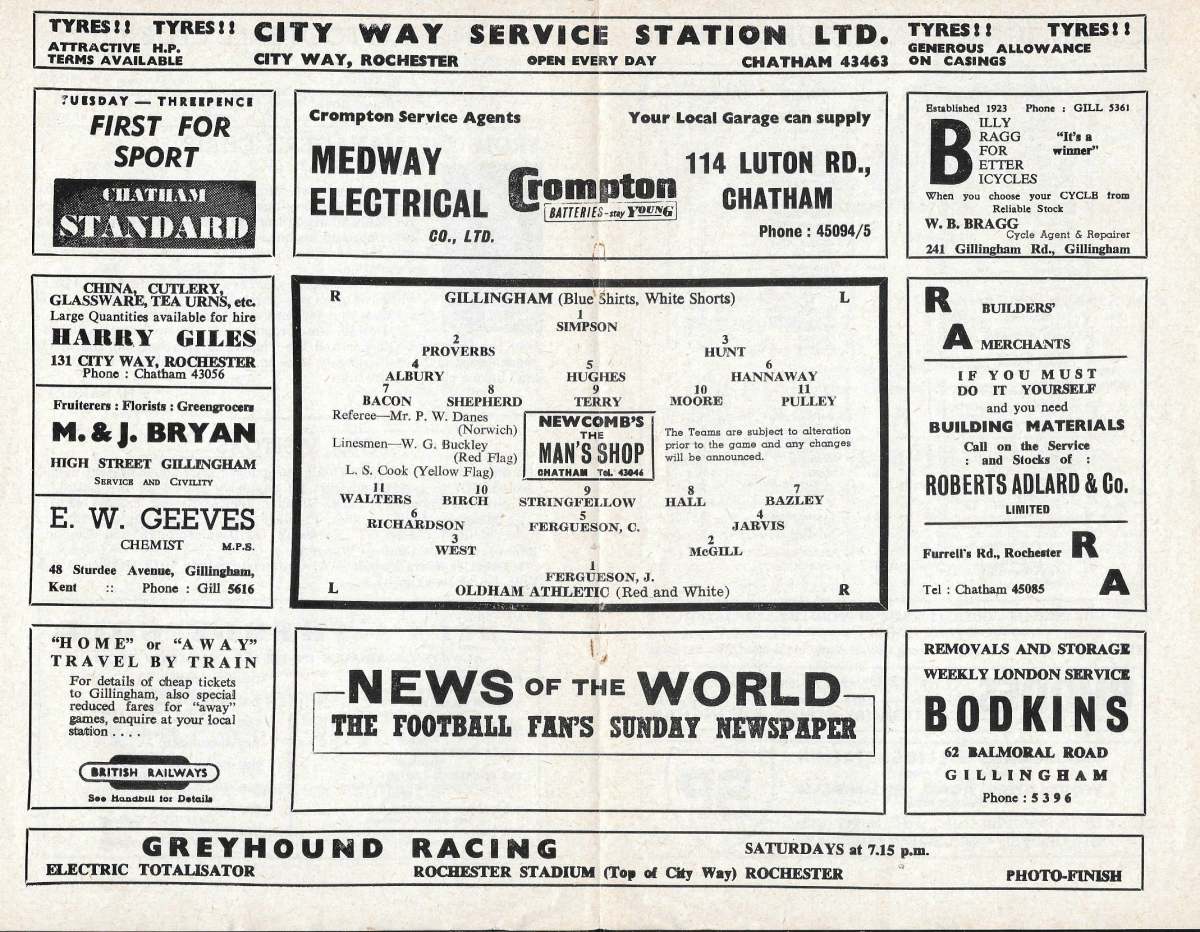 TYRES!! TYRES!! CITY WAY SERVICE STATION LTD. TYRES!! TYRES!!
ATTRACTIVE H.P. GENEROUS ALLOWANCE
TERMS AVAILABLE CITY WAY, ROCHESTER OPEN EVERY DAY CHATHAM 43463 ON CASINGS
TUESDAY — THREEPENCE
FIRST FOR
SPORT
CHATHAM
STANDARD
Crompton Service Agents Your Local Garage can supply
MEDWAY
ELECTRICAL
CO., LTD.
Crompton
BATTERIES-stay YOUNG
114 LUTON RD.,
CHATHAM
Phone : 45094/5
Established 1923 Phone : GILL 5361
BILLY
RAGG
FOR
ETTER
ICYCLES
"It's a
winner"
When you choose your CYCLE from
Reliable Stock
W. B. BRAGG
Cycle Agent & Repairer
241 Gillingham Rd., Gillingham
CHINA, CUTLERY,
GLASSWARE, TEA URNS, etc.
Large Quantities available for hire
HARRY GILES
131 CITY WAY, ROCHESTER
Phone : Chatham 43056
Fruiterers : Florists : Greengrocers
M. & J. BRYAN
HIGH STREET GILLINGHAM
SERVICE AND CIVILITY
E. W. GEEVES
CHEMIST M.P.S.
48 Sturdee Avenue, Gillingham,
Kent :: Phone : Gill 5616
R GILLINGHAM (Blue Shirts, White Shorts) L
1
SIMPSON
2 3
PROVERBS HUNT
4 5 6
ALBURY HUGHES HANNAWAY
7 8 9 10 11
BACON SHEPHERD TERRY MOORE PULLEY
Referee—Mr. P. W. Danes
(Norwich)
Linesmen—W. G. Buckley
(Red Flag)
L. S. Cook (Yellow Flag)
NEWCOMB'S
THE
MAN'S SHOP
CHATHAM Tel. 43046
The Teams are subject to alteration
prior to the game and any changes
will be announced.
11 10 9 8 7
WALTERS BIRCH STRINGFELLOW HALL BAZLEY
6 5 4
RICHARDSON FERGUESON, C. JARVIS
3 2
WEST McGILL
1
FERGUESON, J.
L OLDHAM ATHLETIC (Red and White) R
R BUILDERS'
A MERCHANTS
IF YOU MUST
DO IT YOURSELF
and you need
BUILDING MATERIALS
Call on the Service
: and Stocks of :
ROBERTS ADLARD & Co.
LIMITED
Furrell's Rd., Rochester R
Tel : Chatham 45085 A
"HOME" or "AWAY"
TRAVEL BY TRAIN
For details of cheap tickets
to Gillingham, also special
reduced fares for "away"
games, enquire at your local
station . . . .
BRITISH RAILWAYS
See Handbill for Details
NEWS OF THE WORLD
THE FOOTBALL FAN'S SUNDAY NEWSPAPER
REMOVALS AND STORAGE
WEEKLY LONDON SERVICE
BODKINS
62 BALMORAL ROAD
GILLINGHAM
Phone : 5396
GREYHOUND RACING SATURDAYS at 7.15 p.m.
ELECTRIC TOTALISATOR ROCHESTER STADIUM (Top of City Way) ROCHESTER PHOTO-FINISH